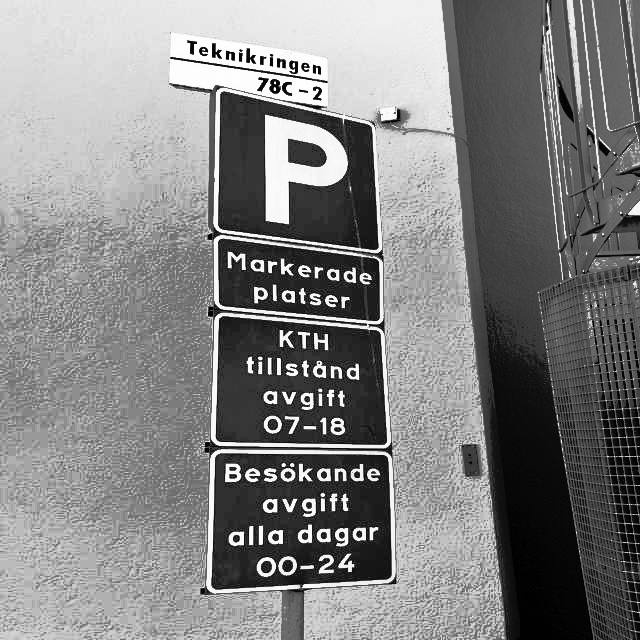 Teknikringen
78C – 2
P
Markerade
platser
KTH
tillstånd
avgift
07–18
Besökande
avgift
alla dagar
00–24